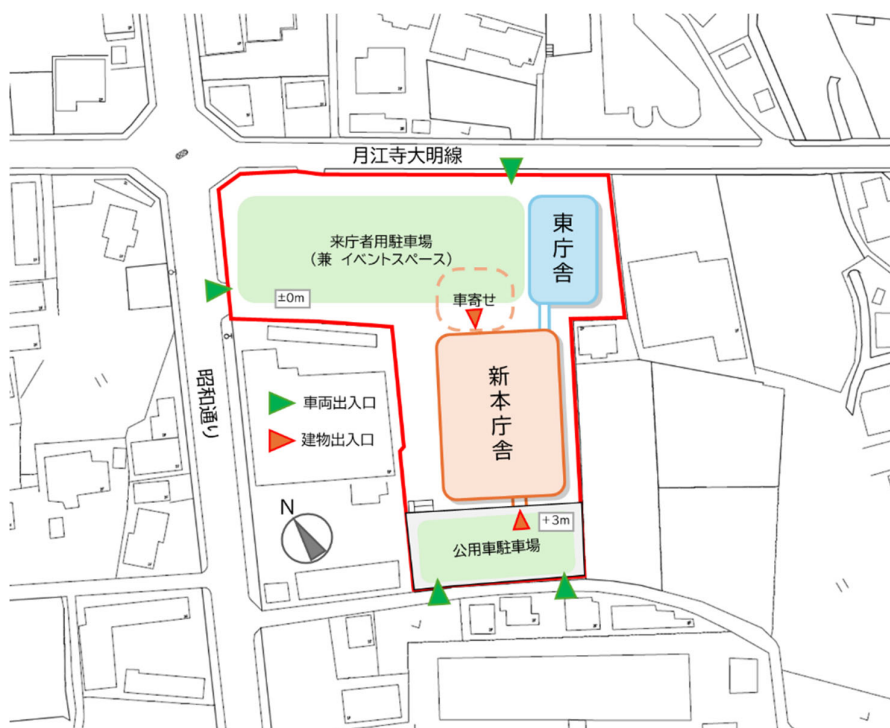 月江寺大明線
来庁者用駐車場
(兼 イベントスペース)
東庁舎
±0m
車寄せ
昭和通り
車両出入口
建物出入口
新本庁舎
N
+3m
公用車駐車場